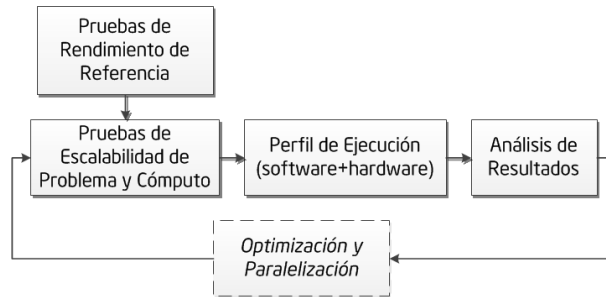 Pruebas de
Rendimiento de
Referencia
Pruebas de
Escalabilidad de
Problema y Cómputo
Perfil de Ejecución
(software+hardware)
Análisis de
Resultados
Optimización y
Paralelización